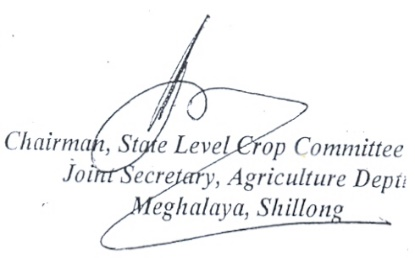 Chairman, State Level Crop Committee
Joint Secretary, Agriculture Deptt
Meghalaya, Shillong